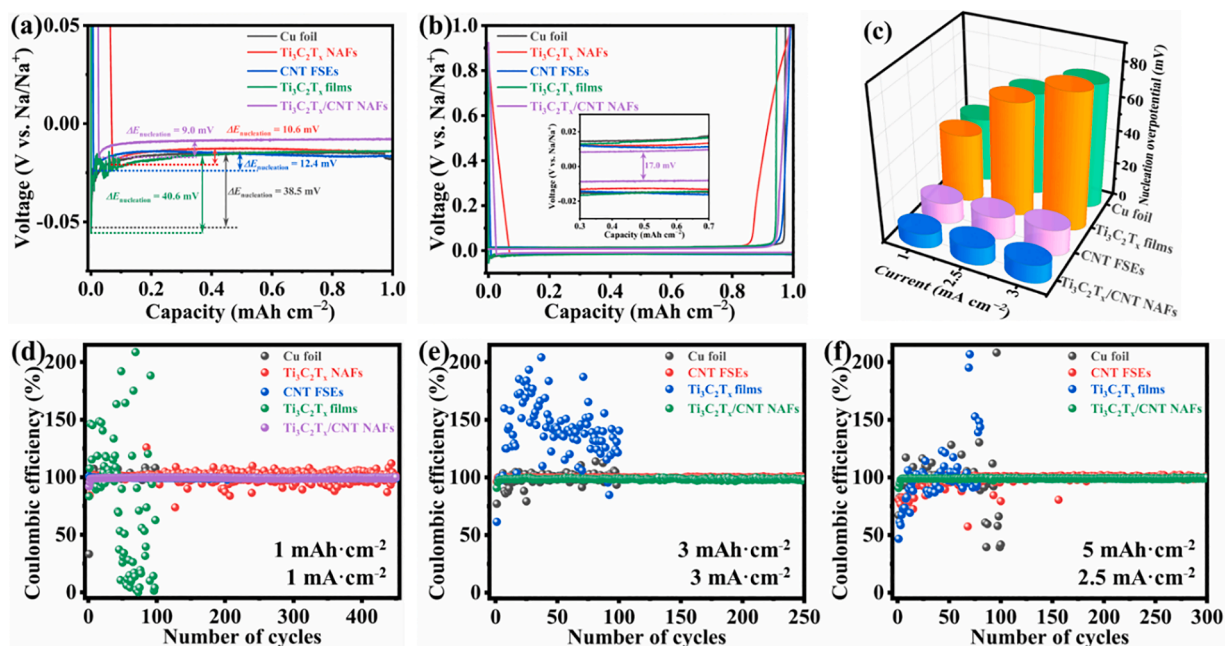 (a)
0.05
0.00
-0.05
Voltage (V vs. Na/Na⁺)
Cu foil
Ti₃C₂Tₓ NAFs
CNT FSEs
Ti₃C₂Tₓ films
Ti₃C₂Tₓ/CNT NAFs
ΔE_nucleation = 9.0 mV
ΔE_nucleation = 10.6 mV
ΔE_nucleation = 12.4 mV
ΔE_nucleation = 40.6 mV
ΔE_nucleation = 38.5 mV
0.0 0.2 0.4 0.6 0.8 1.0
Capacity (mAh cm⁻²)
(b)
1.0
0.8
0.6
0.4
0.2
0.0
Voltage (V vs. Na/Na⁺)
Cu foil
Ti₃C₂Tₓ NAFs
CNT FSEs
Ti₃C₂Tₓ films
Ti₃C₂Tₓ/CNT NAFs
0.02
0.00
-0.02
Voltage (V vs. Na/Na⁺)
17.0 mV
0.3 0.4 0.5 0.6 0.7
Capacity (mAh cm⁻²)
0.0 0.2 0.4 0.6 0.8 1.0
Capacity (mAh cm⁻²)
(c)
80
60
40
20
0
Nucleation overpotential (mV)
Cu foil
Ti₃C₂Tₓ films
CNT FSEs
Ti₃C₂Tₓ/CNT NAFs
1
2.5
3
Current (mA cm⁻²)
(d)
200
150
100
50
0
Coulombic efficiency (%)
Cu foil
Ti₃C₂Tₓ NAFs
CNT FSEs
Ti₃C₂Tₓ films
Ti₃C₂Tₓ/CNT NAFs
1 mAh·cm⁻²
1 mA·cm⁻²
0 100 200 300 400
Number of cycles
(e)
200
150
100
50
0
Coulombic efficiency (%)
Cu foil
CNT FSEs
Ti₃C₂Tₓ films
Ti₃C₂Tₓ/CNT NAFs
3 mAh·cm⁻²
3 mA·cm⁻²
0 50 100 150 200 250
Number of cycles
(f)
200
150
100
50
0
Coulombic efficiency (%)
Cu foil
CNT FSEs
Ti₃C₂Tₓ films
Ti₃C₂Tₓ/CNT NAFs
5 mAh·cm⁻²
2.5 mA·cm⁻²
0 50 100 150 200 250 300
Number of cycles